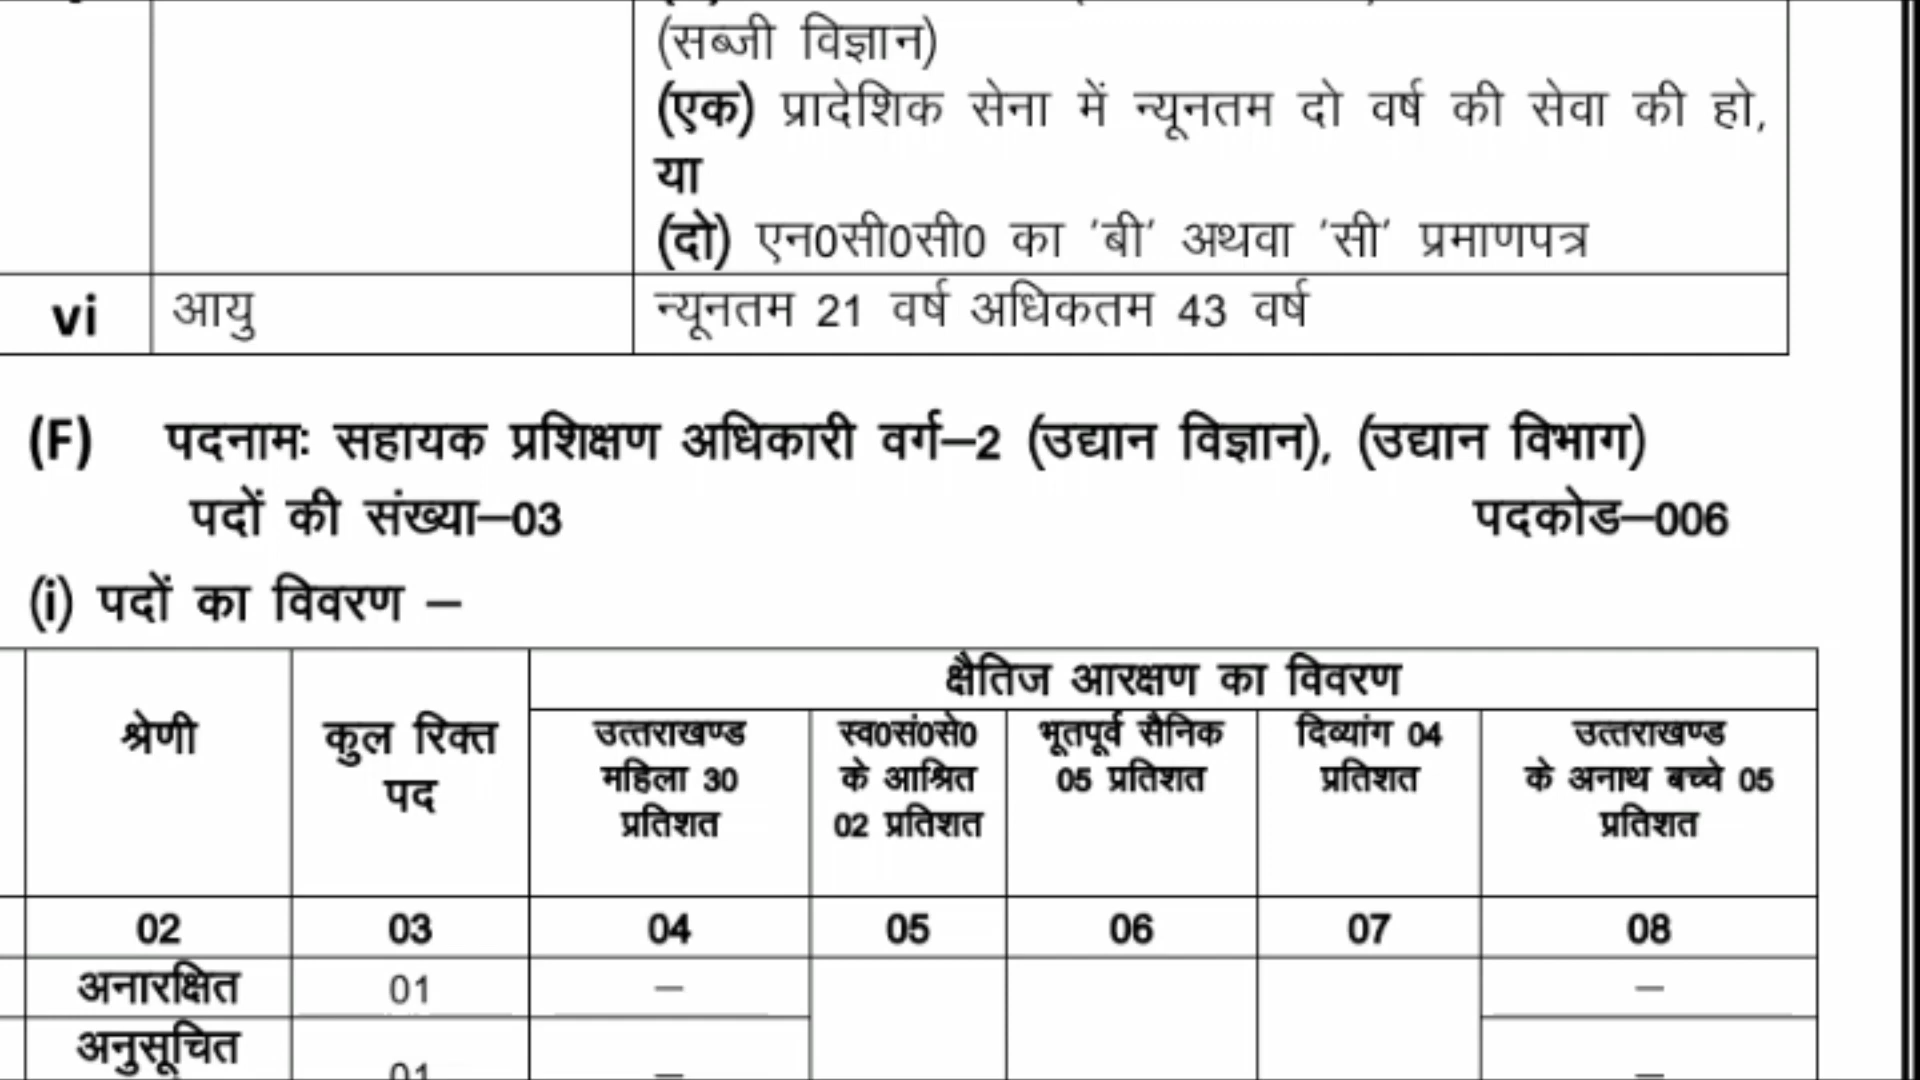 (सब्जी विज्ञान)
(एक) प्रादेशिक सेना में न्यूनतम दो वर्ष की सेवा की हो,
या
(दो) एन0सी0सी0 का 'बी' अथवा 'सी' प्रमाणपत्र
vi आयु न्यूनतम 21 वर्ष अधिकतम 43 वर्ष
(F) पदनामः सहायक प्रशिक्षण अधिकारी वर्ग–2 (उद्यान विज्ञान), (उद्यान विभाग)
पदों की संख्या–03 पदकोड–006
(i) पदों का विवरण –
क्षैतिज आरक्षण का विवरण
श्रेणी
कुल रिक्त
पद
उत्तराखण्ड
महिला 30
प्रतिशत
स्व0सं0से0
के आश्रित
02 प्रतिशत
भूतपूर्व सैनिक
05 प्रतिशत
दिव्यांग 04
प्रतिशत
उत्तराखण्ड
के अनाथ बच्चे 05
प्रतिशत
02 03 04 05 06 07 08
अनारक्षित 01 – –
अनुसूचित
01 – –